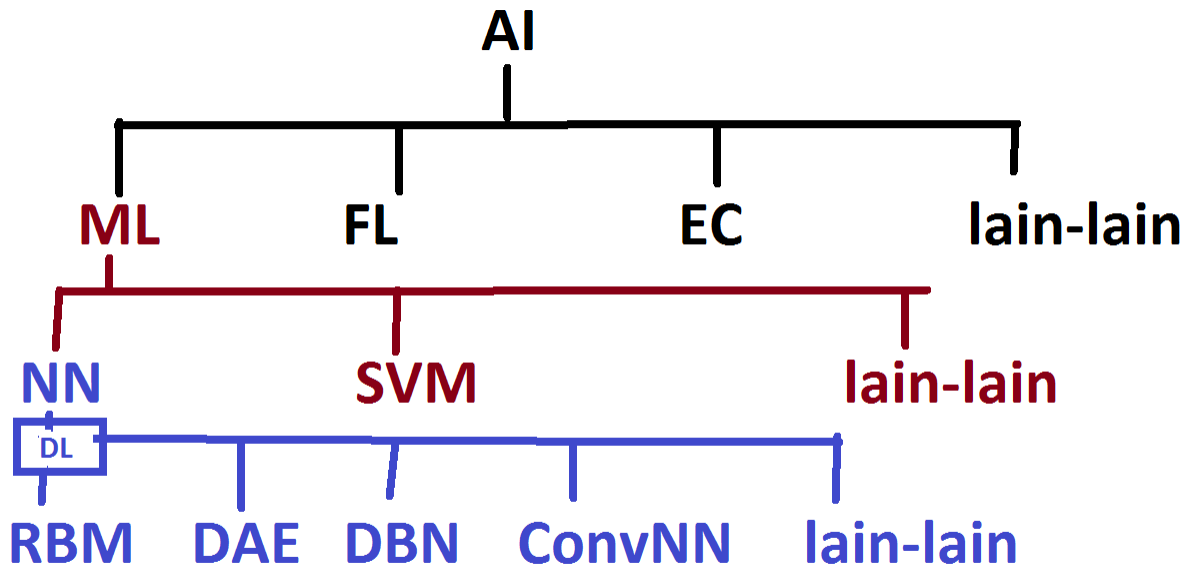 AI
ML FL EC lain-lain
NN SVM lain-lain
DL
RBM DAE DBN ConvNN lain-lain